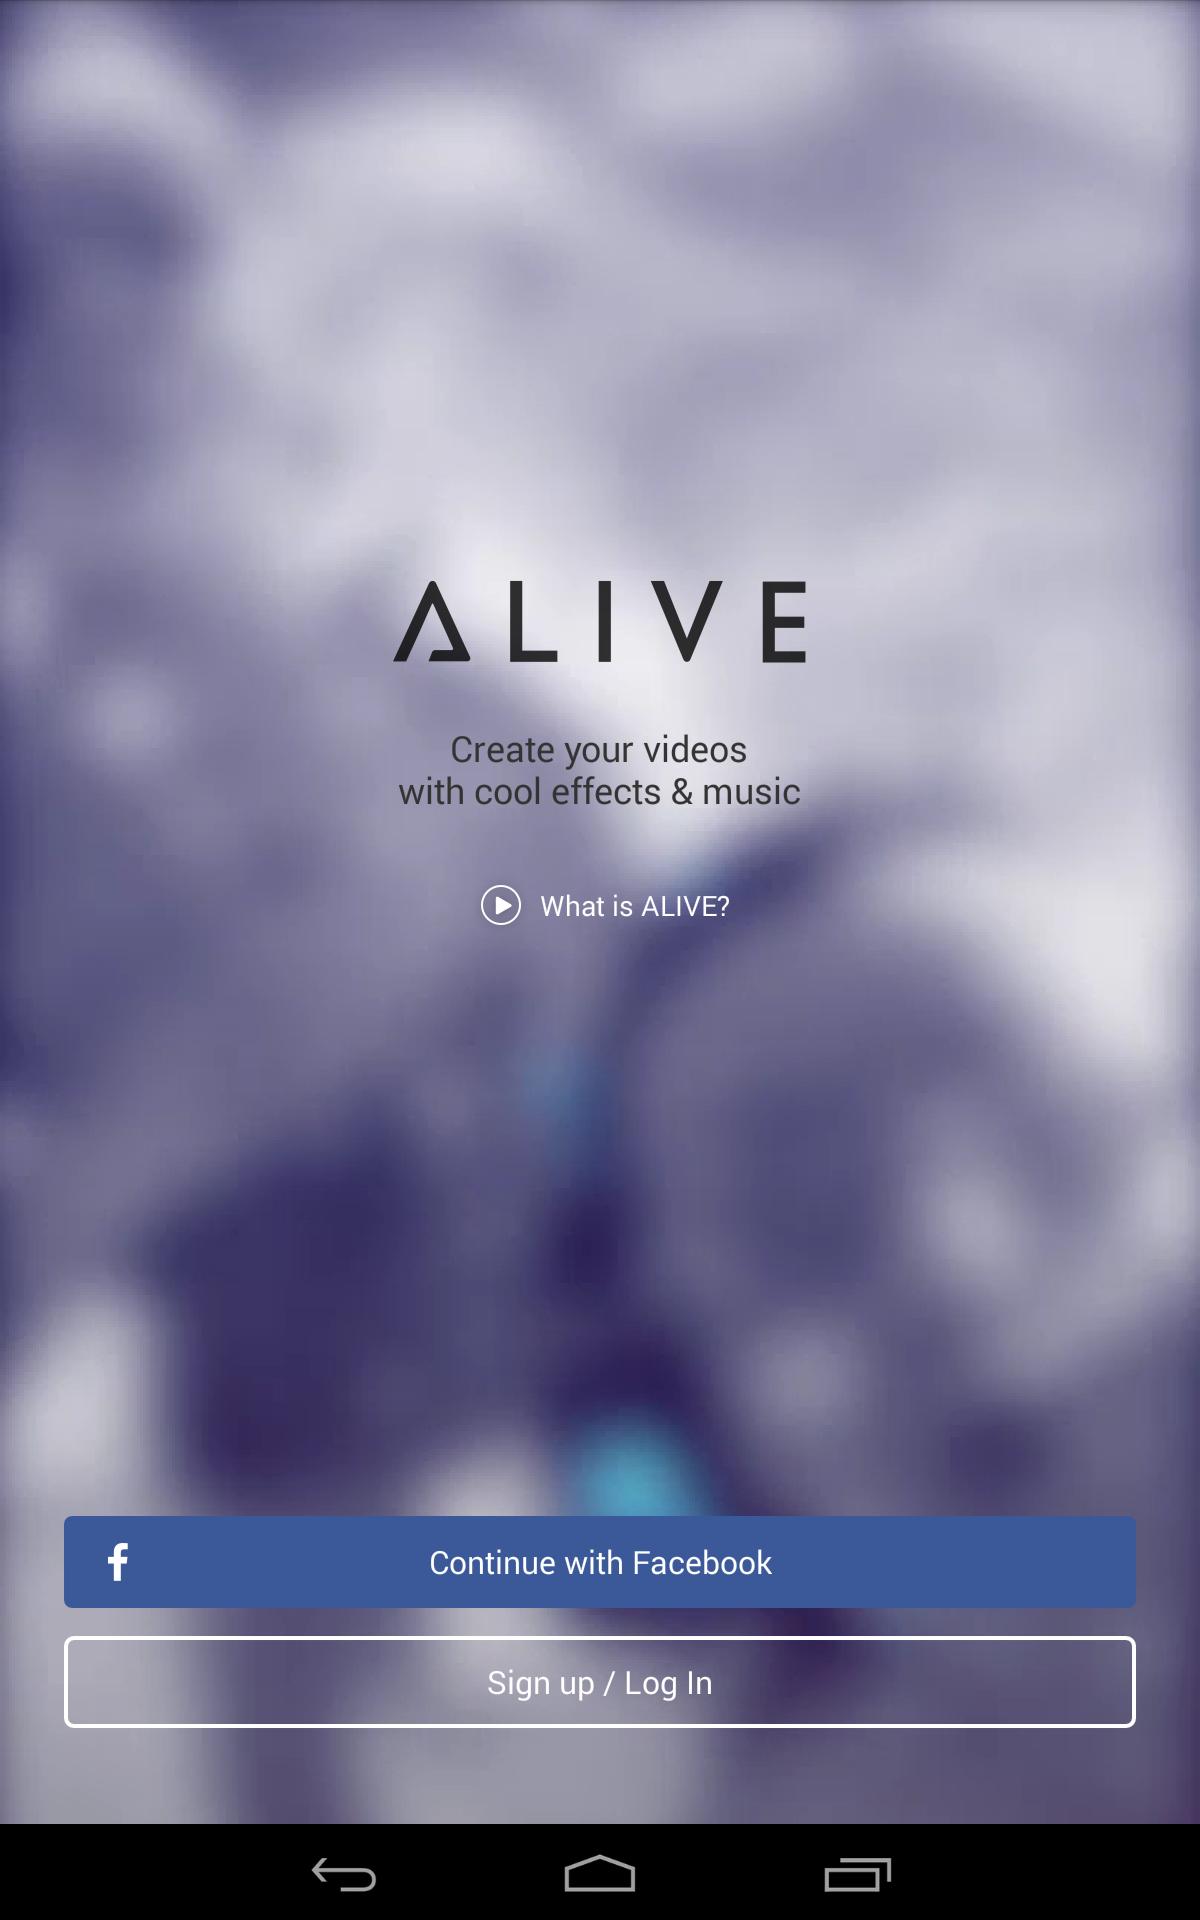 ALIVE
Create your videos
with cool effects & music
What is ALIVE?
f Continue with Facebook
Sign up / Log In